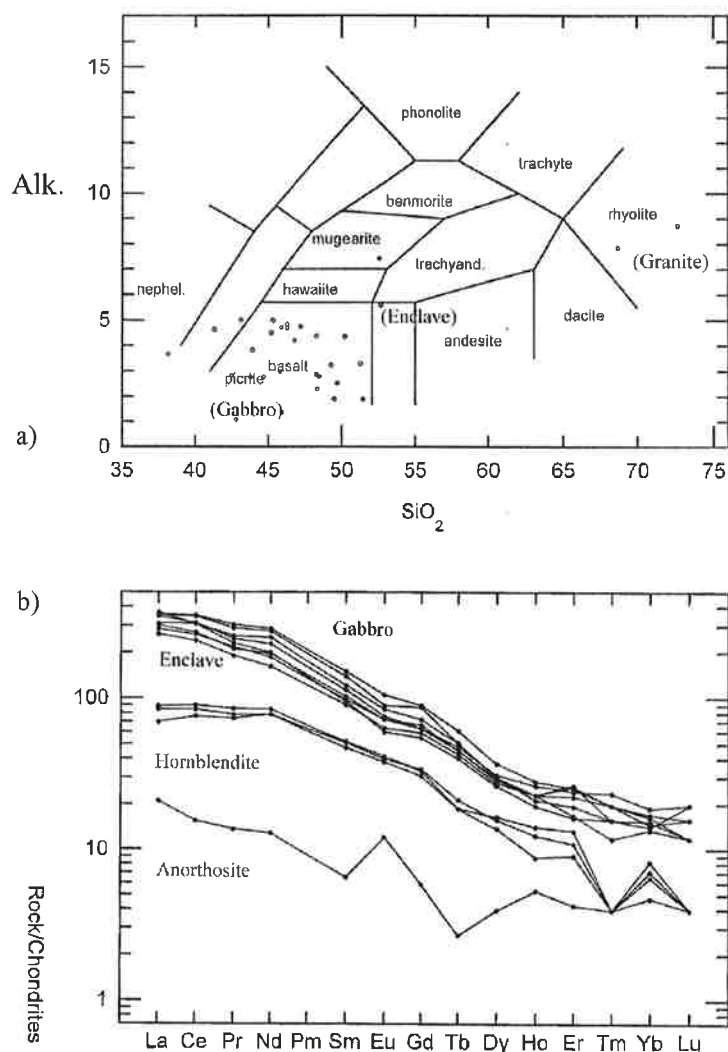 15
10
5
0
Alk.
phonolite
trachyte
benmorite
rhyolite
mugearite
(Granite)
trachyand.
nephel.
hawaiite
(Enclave)
dacite
andesite
basalt
picrite
(Gabbro)
a)
35 40 45 50 55 60 65 70 75
SiO₂
b)
Gabbro
Enclave
100
Hornblendite
10
Anorthosite
1
Rock/Chondrites
La Ce Pr Nd Pm Sm Eu Gd Tb Dy Ho Er Tm Yb Lu